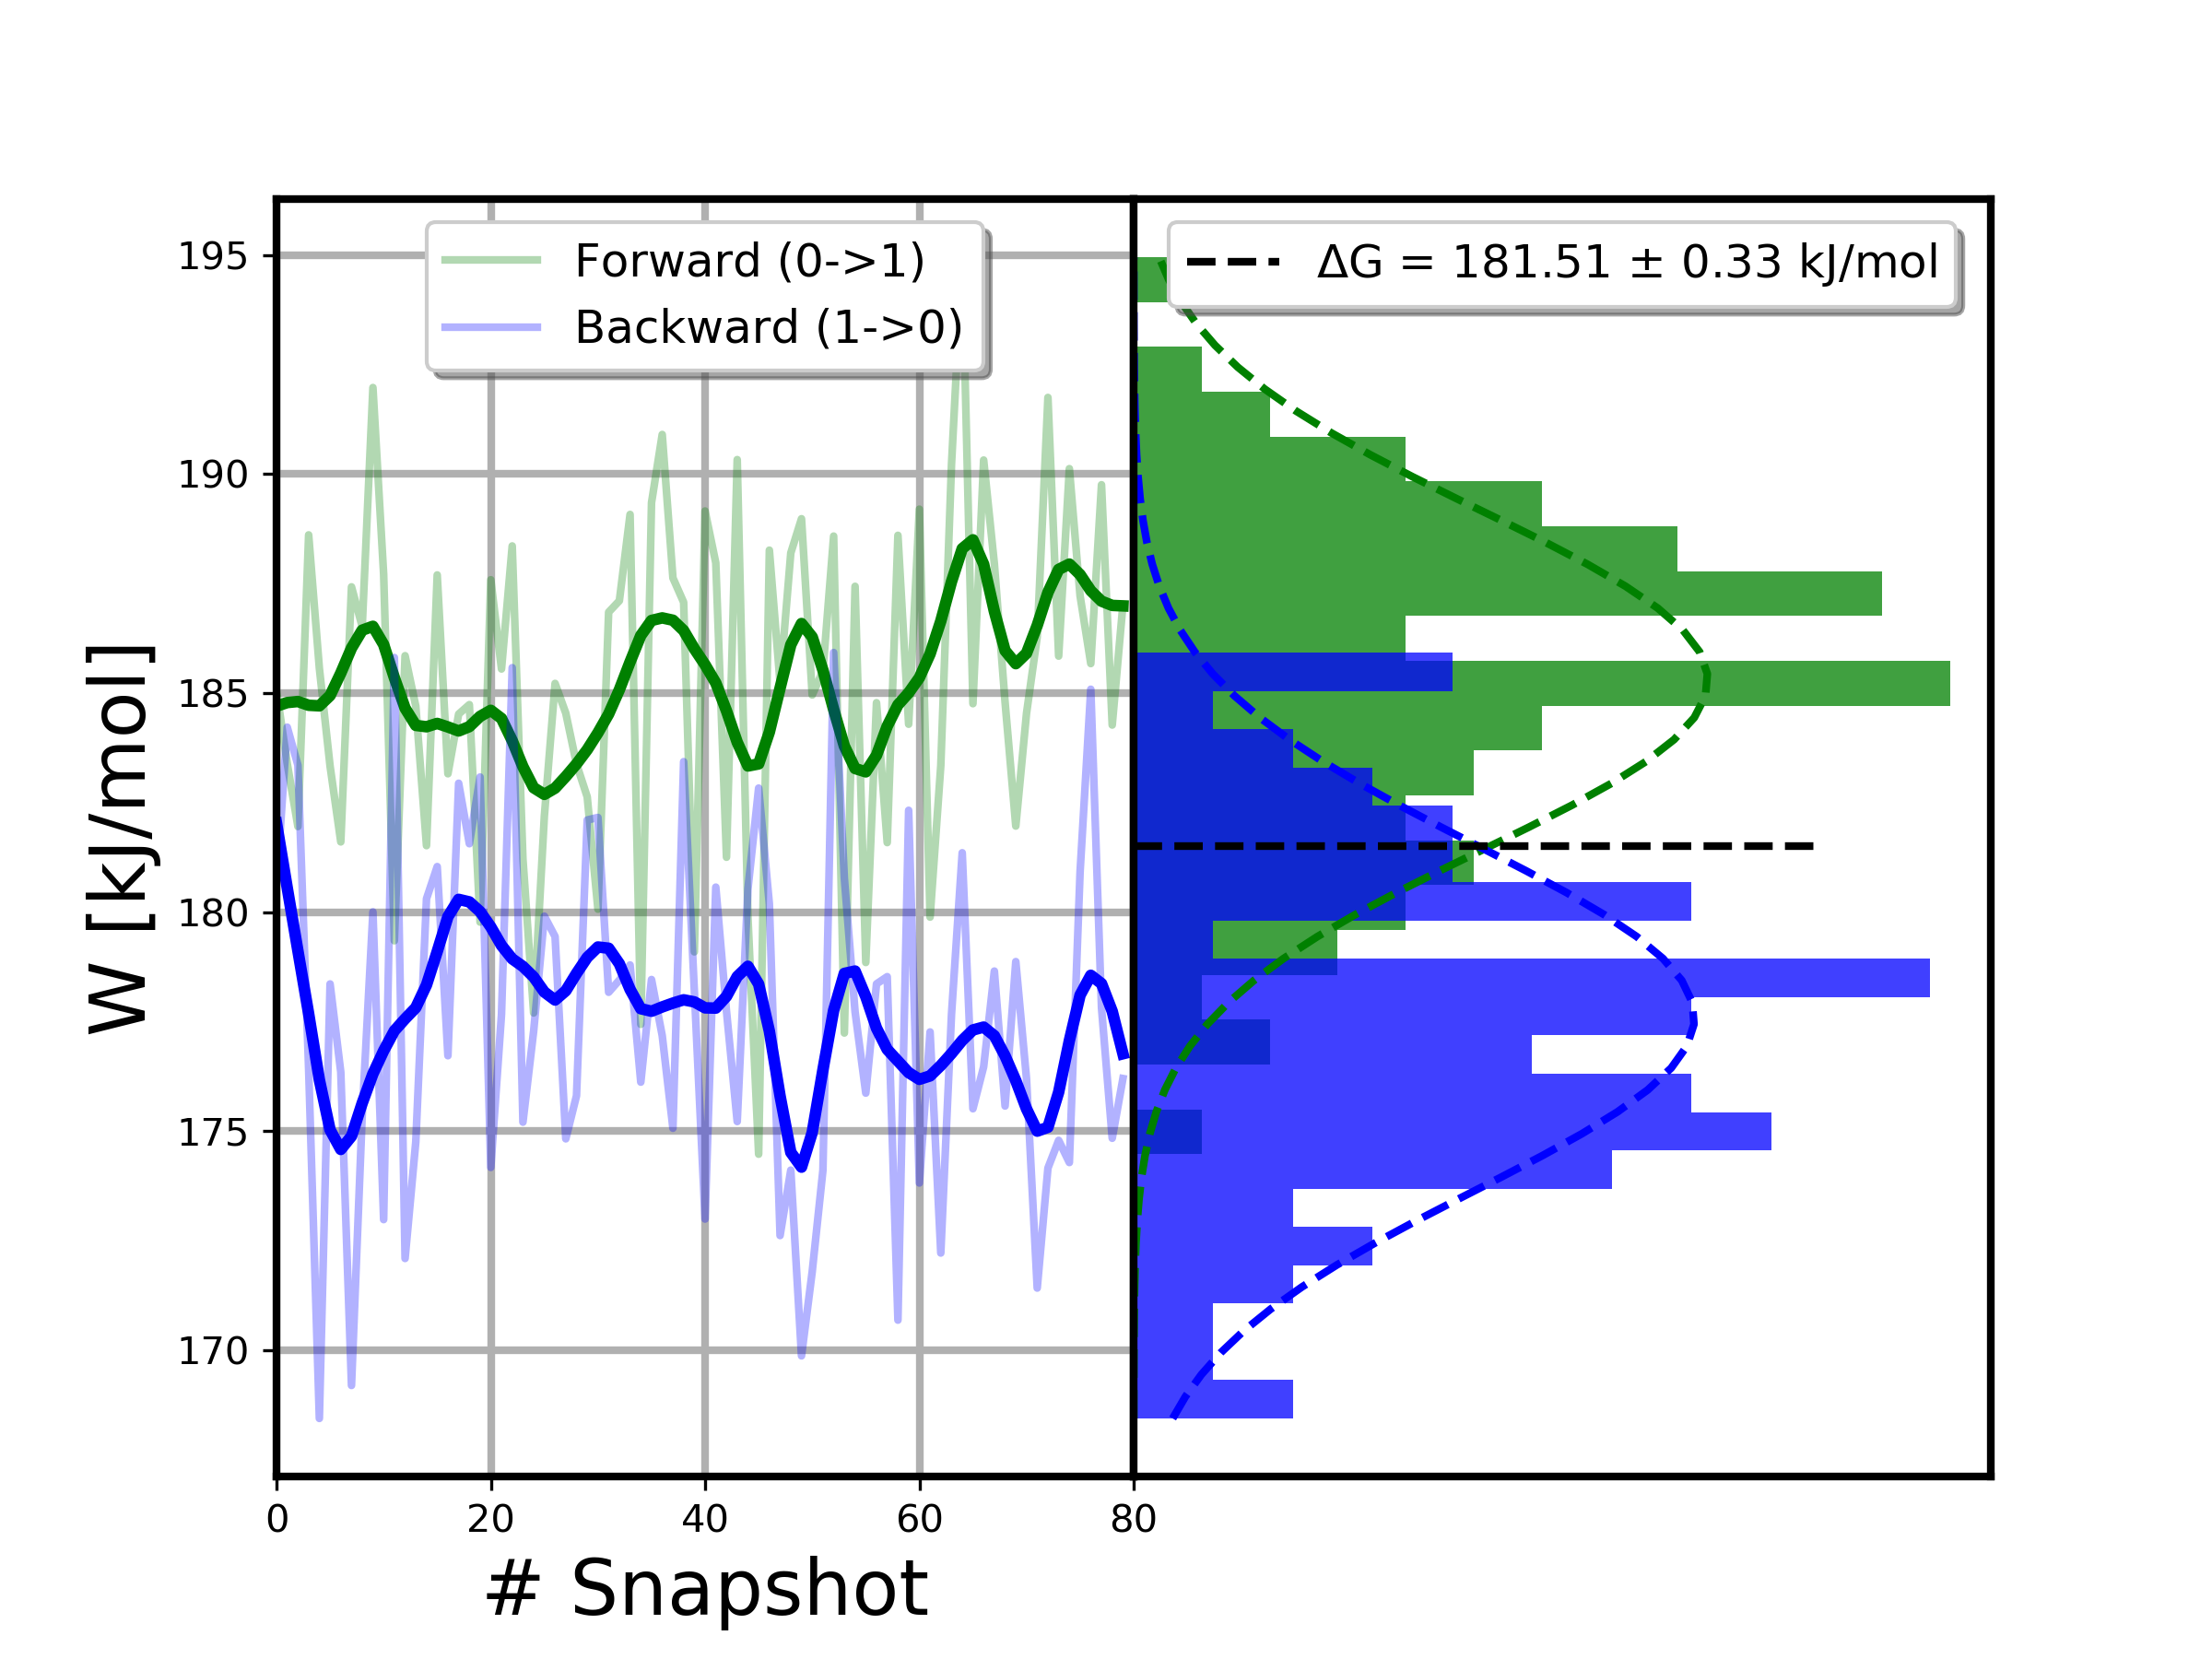 Forward (0->1)
Backward (1->0)
ΔG = 181.51 ± 0.33 kJ/mol
195
190
185
180
175
170
W [kJ/mol]
0
20
40
60
80
# Snapshot